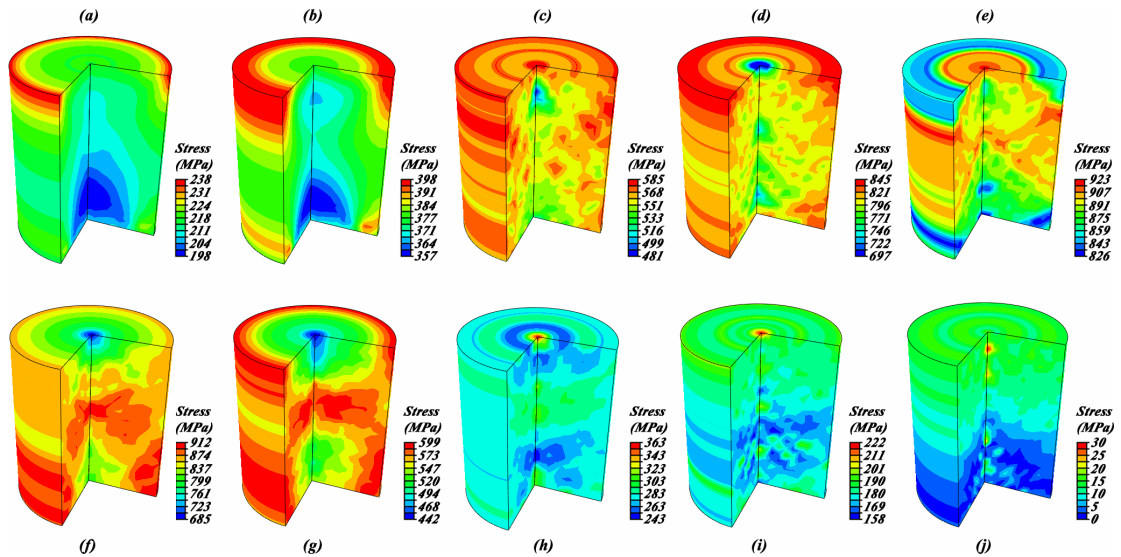 (a) (b) (c) (d) (e)
Stress (MPa) 238 231 224 218 211 204 198
Stress (MPa) 398 391 384 377 371 364 357
Stress (MPa) 585 568 551 533 516 499 481
Stress (MPa) 845 821 796 771 746 722 697
Stress (MPa) 923 907 891 875 859 843 826
Stress (MPa) 912 874 837 799 761 723 685
Stress (MPa) 599 573 547 520 494 468 442
Stress (MPa) 363 343 323 303 283 263 243
Stress (MPa) 222 211 201 190 180 169 158
Stress (MPa) 30 25 20 15 10 5 0
(f) (g) (h) (i) (j)